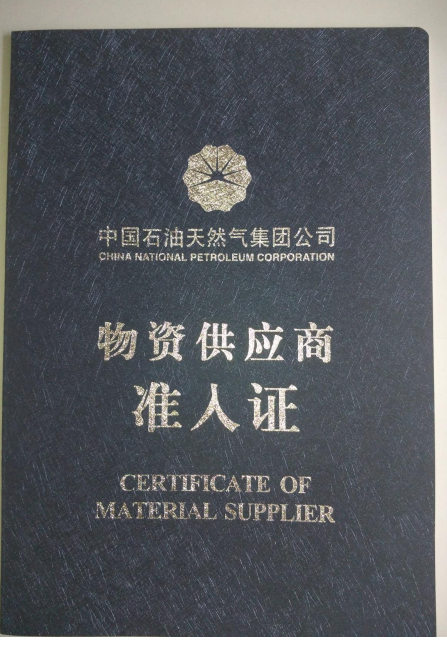 中国石油天然气集团公司
CHINA NATIONAL PETROLEUM CORPORATION
物资供应商
准入证
CERTIFICATE OF
MATERIAL SUPPLIER